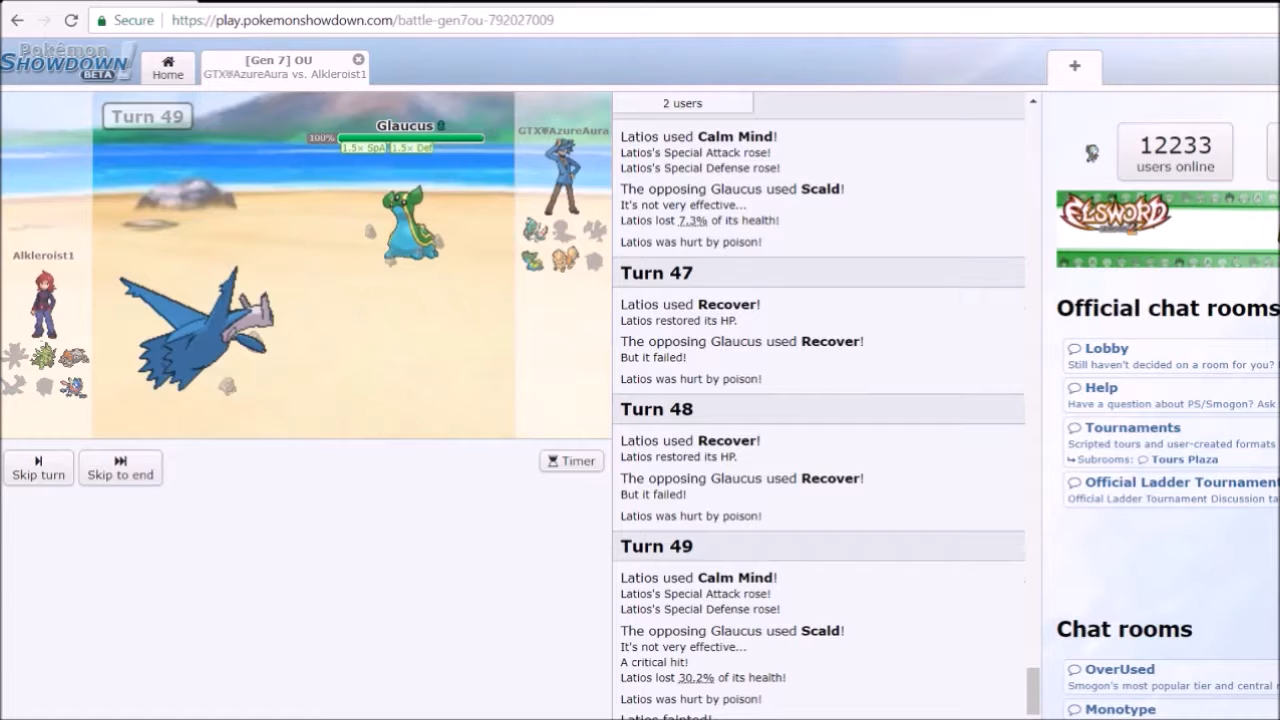 Secure
https://play.pokemonshowdown.com/battle-gen7ou-792027009
Pokémon
SHOWDOWN!
BETA
Home
[Gen 7] OU
GTX
AzureAura vs. Alkleroist1
+
Turn 49
Glaucus
100%
1.5× SpA 1.5× Def
GTX
AzureAura
Alkleroist1
Skip turn
Skip to end
Timer
2 users
Latios used Calm Mind!
Latios's Special Attack rose!
Latios's Special Defense rose!
The opposing Glaucus used Scald!
It's not very effective...
Latios lost 7.3% of its health!
Latios was hurt by poison!
Turn 47
Latios used Recover!
Latios restored its HP.
The opposing Glaucus used Recover!
But it failed!
Latios was hurt by poison!
Turn 48
Latios used Recover!
Latios restored its HP.
The opposing Glaucus used Recover!
But it failed!
Latios was hurt by poison!
Turn 49
Latios used Calm Mind!
Latios's Special Attack rose!
Latios's Special Defense rose!
The opposing Glaucus used Scald!
It's not very effective...
A critical hit!
Latios lost 30.2% of its health!
Latios was hurt by poison!
Latios fainted!
12233
users online
ELSWORD
Official chat rooms
Lobby
Still haven't decided on a room for you?
Help
Have a question about PS/Smogon? Ask
Tournaments
Scripted tours and user-created formats
Subrooms: Tours Plaza
Official Ladder Tournament
Official Ladder Tournament Discussion
Chat rooms
OverUsed
Smogon's most popular tier and central
Monotype